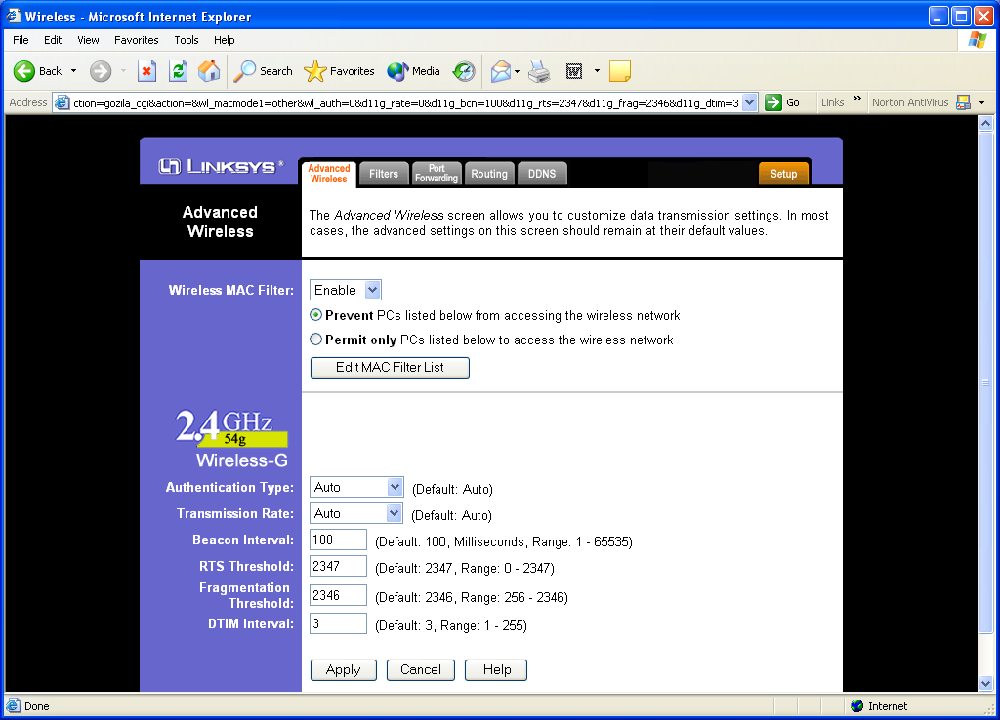 Wireless - Microsoft Internet Explorer
File Edit View Favorites Tools Help
Back Search Favorites Media
Address ction=gozila_cgi&action=&wl_macmode1=other&wl_auth=0&d11g_rate=0&d11g_bcn=100&d11g_rts=2347&d11g_frag=2346&d11g_dtim=3 Go Links » Norton AntiVirus
LINKSYS®
Advanced Wireless Filters Port Forwarding Routing DDNS Setup
Advanced
Wireless
The Advanced Wireless screen allows you to customize data transmission settings. In most
cases, the advanced settings on this screen should remain at their default values.
Wireless MAC Filter: Enable
Prevent PCs listed below from accessing the wireless network
Permit only PCs listed below to access the wireless network
Edit MAC Filter List
2.4GHz
54g
Wireless-G
Authentication Type: Auto (Default: Auto)
Transmission Rate: Auto (Default: Auto)
Beacon Interval: 100 (Default: 100, Milliseconds, Range: 1 - 65535)
RTS Threshold: 2347 (Default: 2347, Range: 0 - 2347)
Fragmentation
Threshold: 2346 (Default: 2346, Range: 256 - 2346)
DTIM Interval: 3 (Default: 3, Range: 1 - 255)
Apply Cancel Help
Done Internet